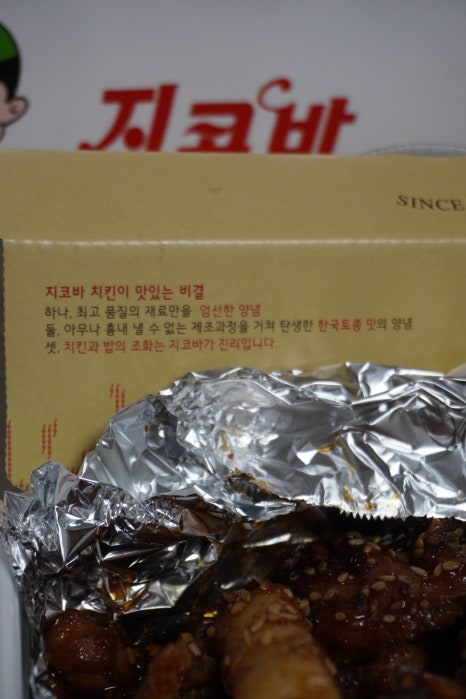 지코바
SINCE
지코바 치킨이 맛있는 비결
하나, 최고 품질의 재료만을 엄선한 양념
둘, 아무나 흉내 낼 수 없는 제조과정을 거쳐 탄생한 한국토종 맛의 양념
셋, 치킨과 밥의 조화는 지코바가 진리입니다.